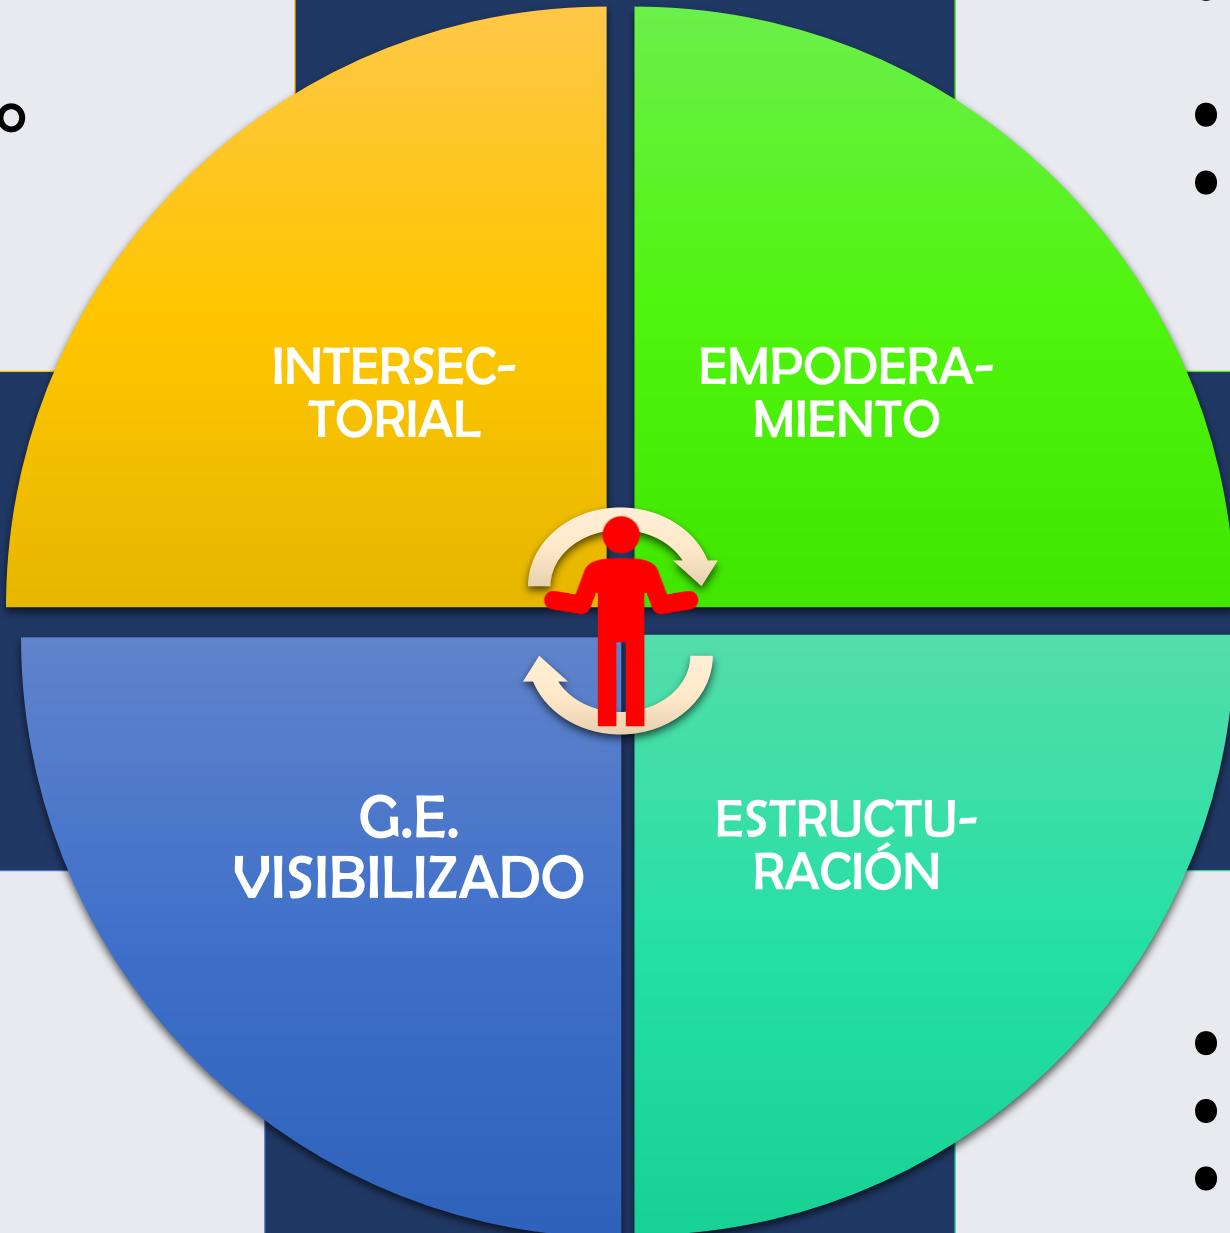 o
INTERSEC-
TORIAL
EMPODERA-
MIENTO
G.E.
VISIBILIZADO
ESTRUCTU-
RACIÓN